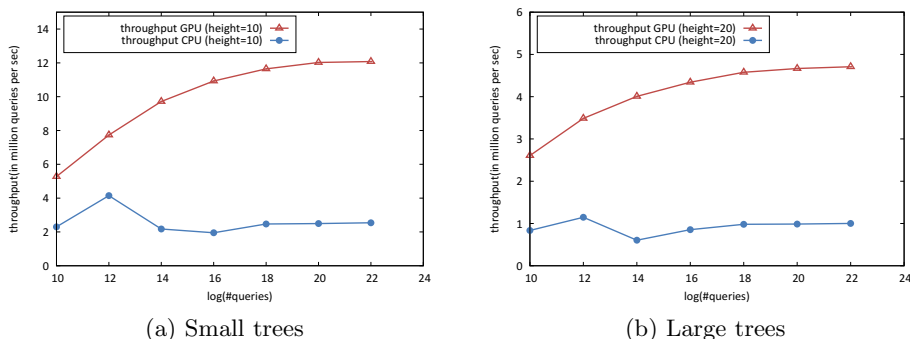 throughput(in million queries per sec)
16
14
12
10
8
6
4
2
0
throughput GPU (height=10)
throughput CPU (height=10)
10 12 14 16 18 20 22 24
log(#queries)
(a) Small trees
throughput(in million queries per sec)
6
5
4
3
2
1
0
throughput GPU (height=20)
throughput CPU (height=20)
10 12 14 16 18 20 22 24
log(#queries)
(b) Large trees